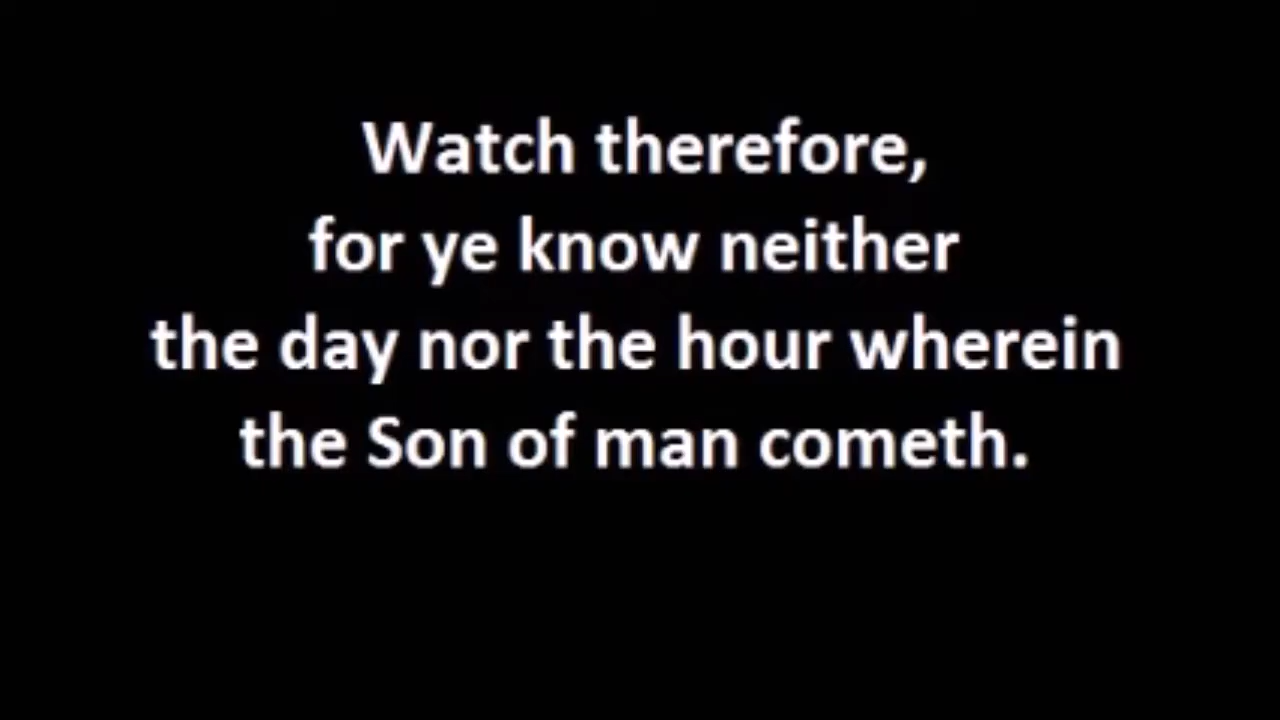 Watch therefore,
for ye know neither
the day nor the hour wherein
the Son of man cometh.